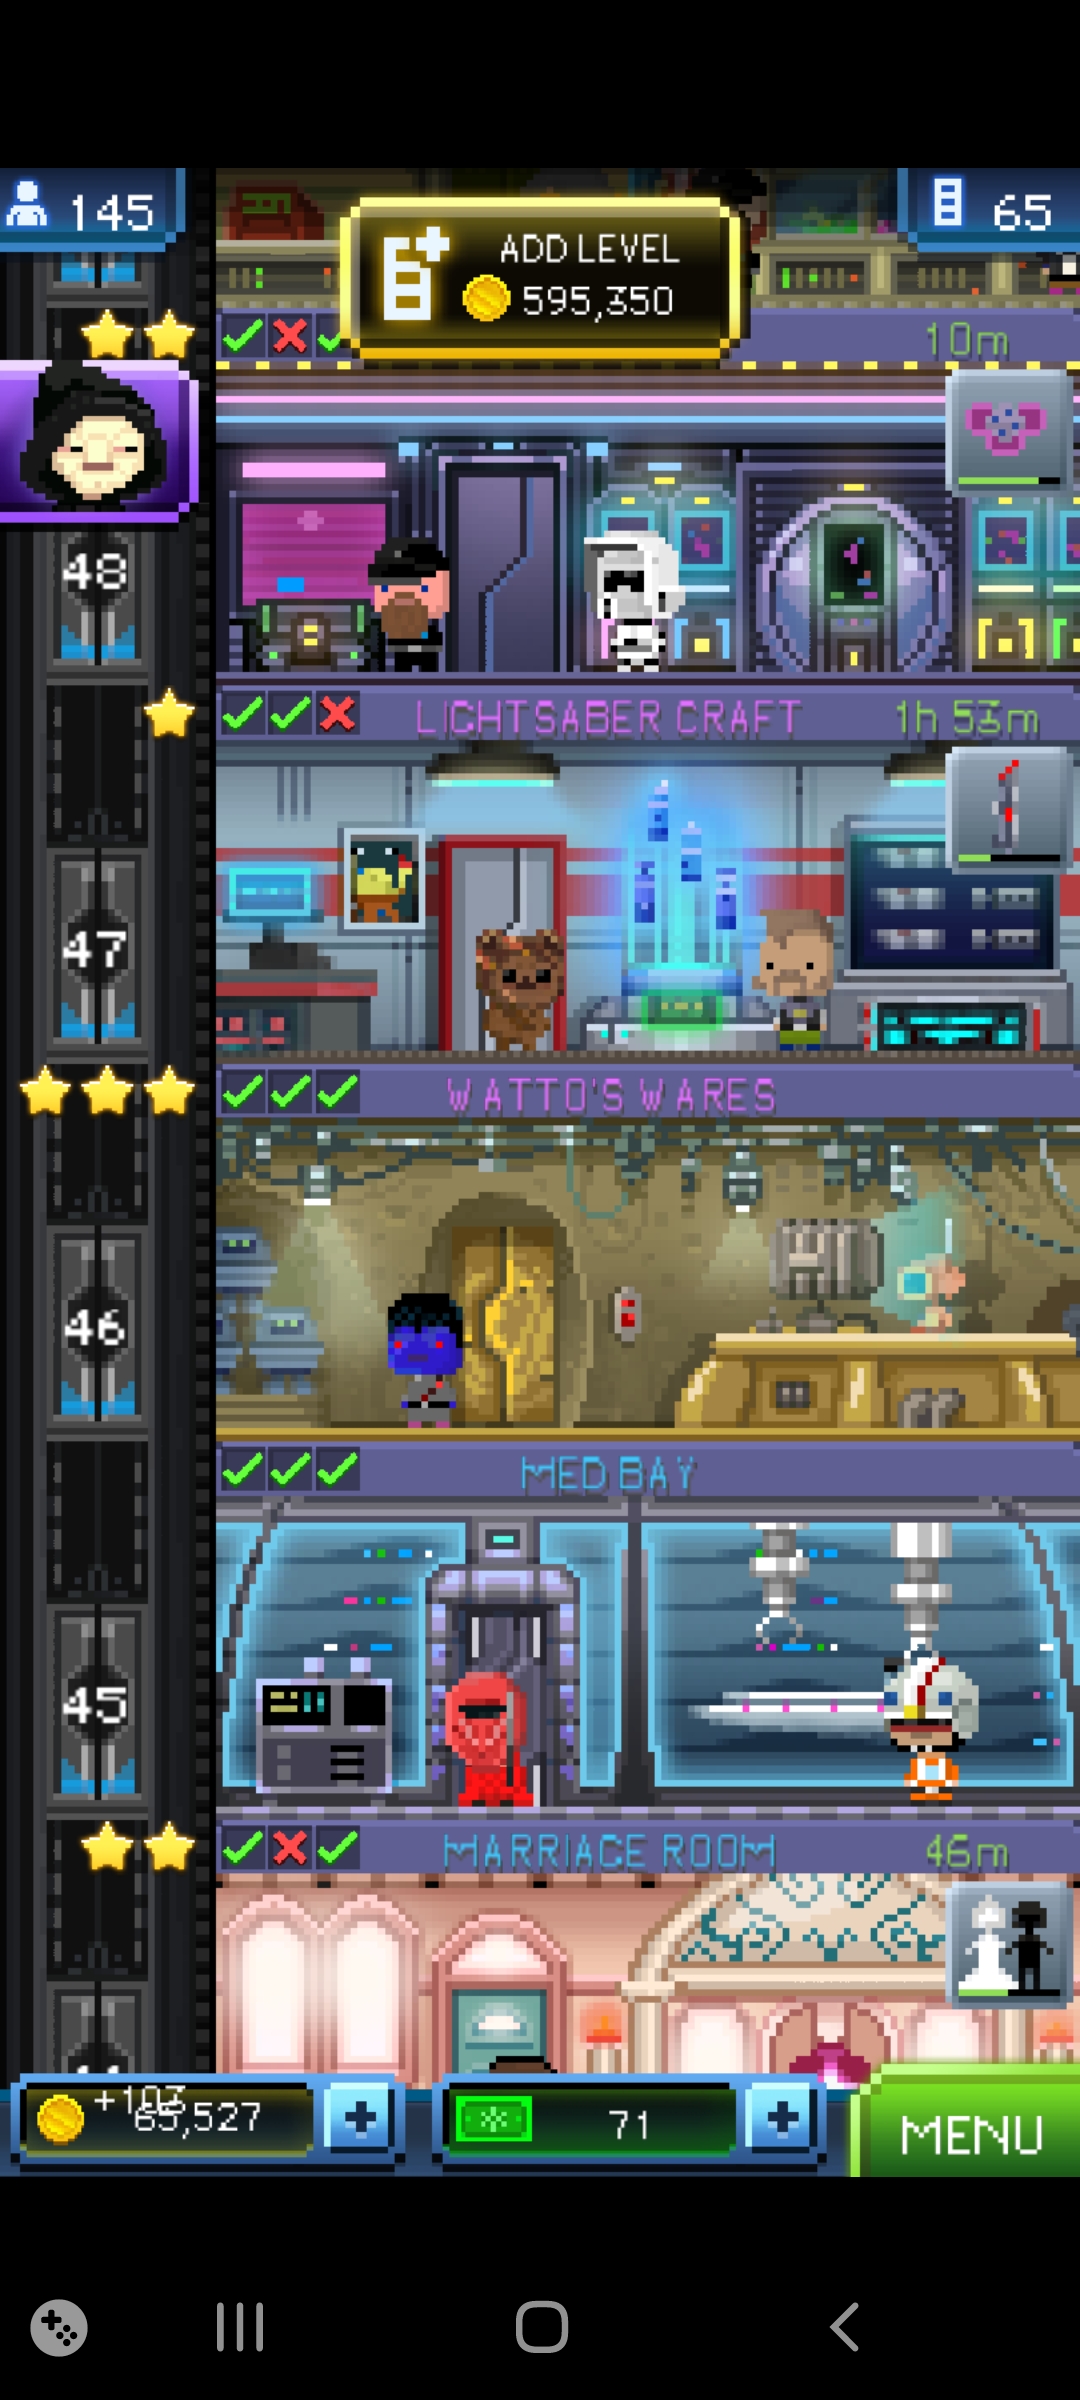 145
65
ADD LEVEL
595,350
10m
48
LIGHTSABER CRAFT
1h 53m
47
WATTO'S WARES
46
MED BAY
45
MARRIAGE ROOM
46m
+103
65,527
71
MENU